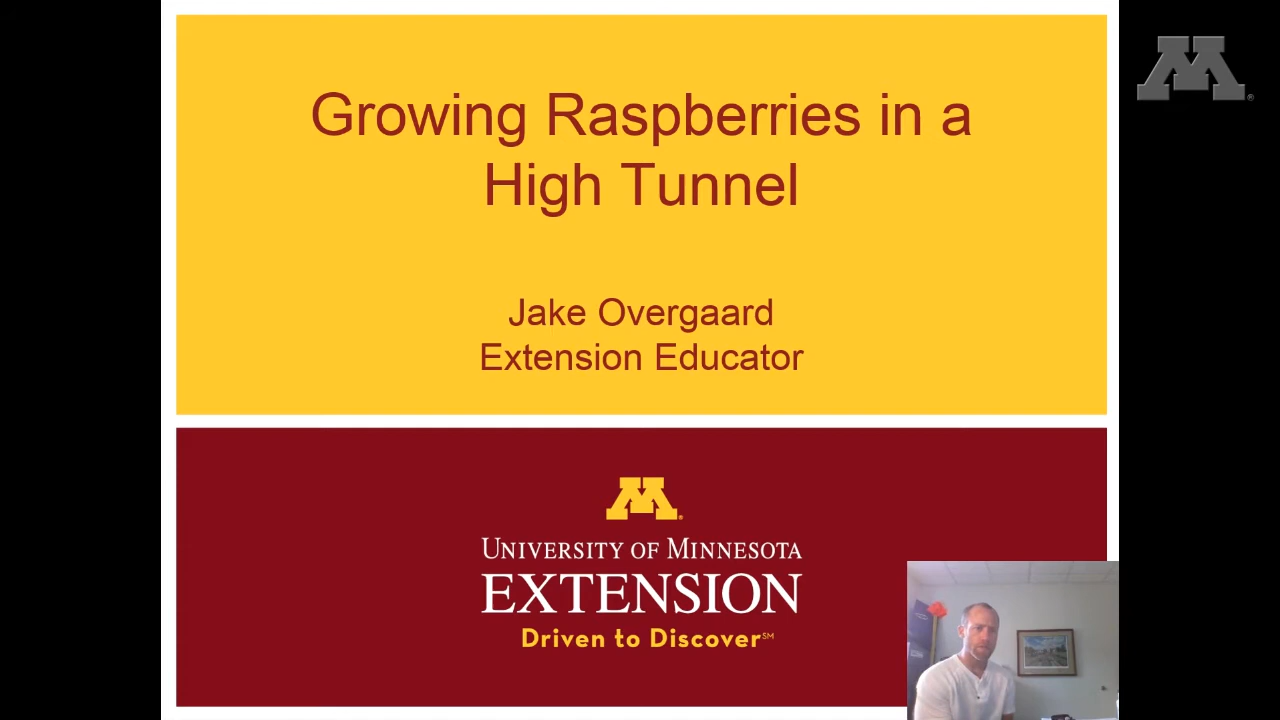 Growing Raspberries in a
High Tunnel
Jake Overgaard
Extension Educator
M
UNIVERSITY OF MINNESOTA
EXTENSION
Driven to Discover℠
M®